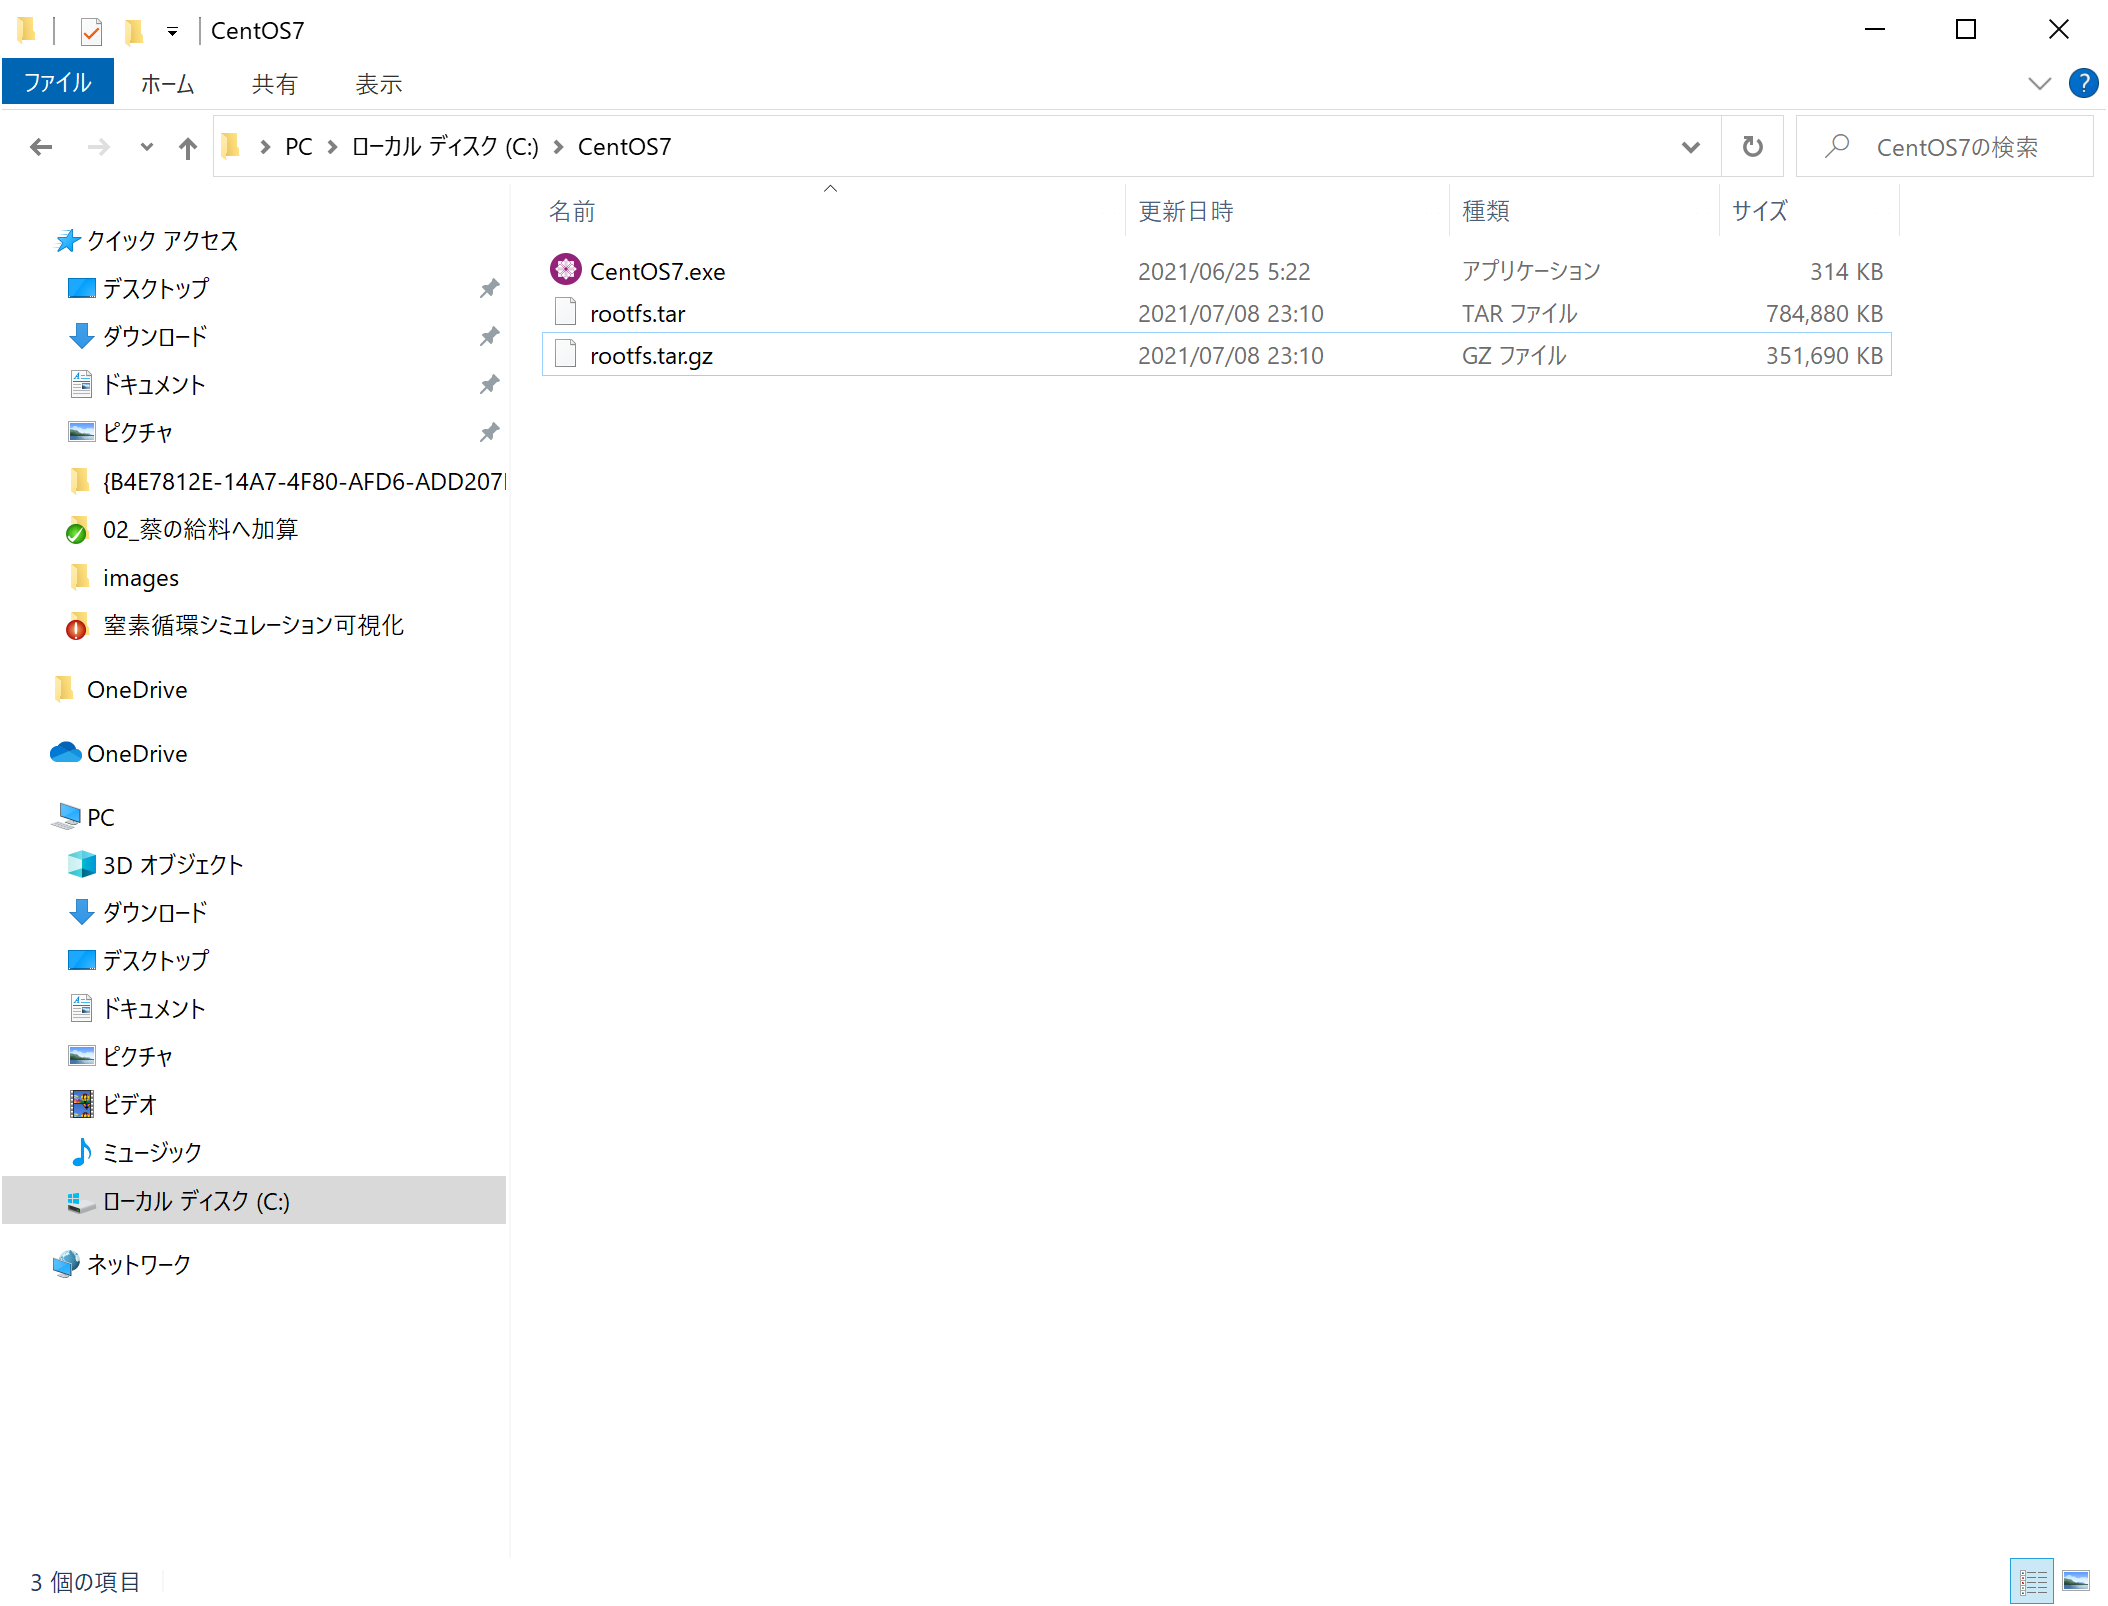 CentOS7
ファイル ホーム 共有 表示
PC ローカル ディスク (C:) CentOS7
CentOS7の検索
名前 更新日時 種類 サイズ
CentOS7.exe 2021/06/25 5:22 アプリケーション 314 KB
rootfs.tar 2021/07/08 23:10 TAR ファイル 784,880 KB
rootfs.tar.gz 2021/07/08 23:10 GZ ファイル 351,690 KB
クイック アクセス
デスクトップ
ダウンロード
ドキュメント
ピクチャ
{B4E7812E-14A7-4F80-AFD6-ADD207
02_蔡の給料へ加算
images
窒素循環シミュレーション可視化
OneDrive
OneDrive
PC
3D オブジェクト
ダウンロード
デスクトップ
ドキュメント
ピクチャ
ビデオ
ミュージック
ローカル ディスク (C:)
ネットワーク
3 個の項目